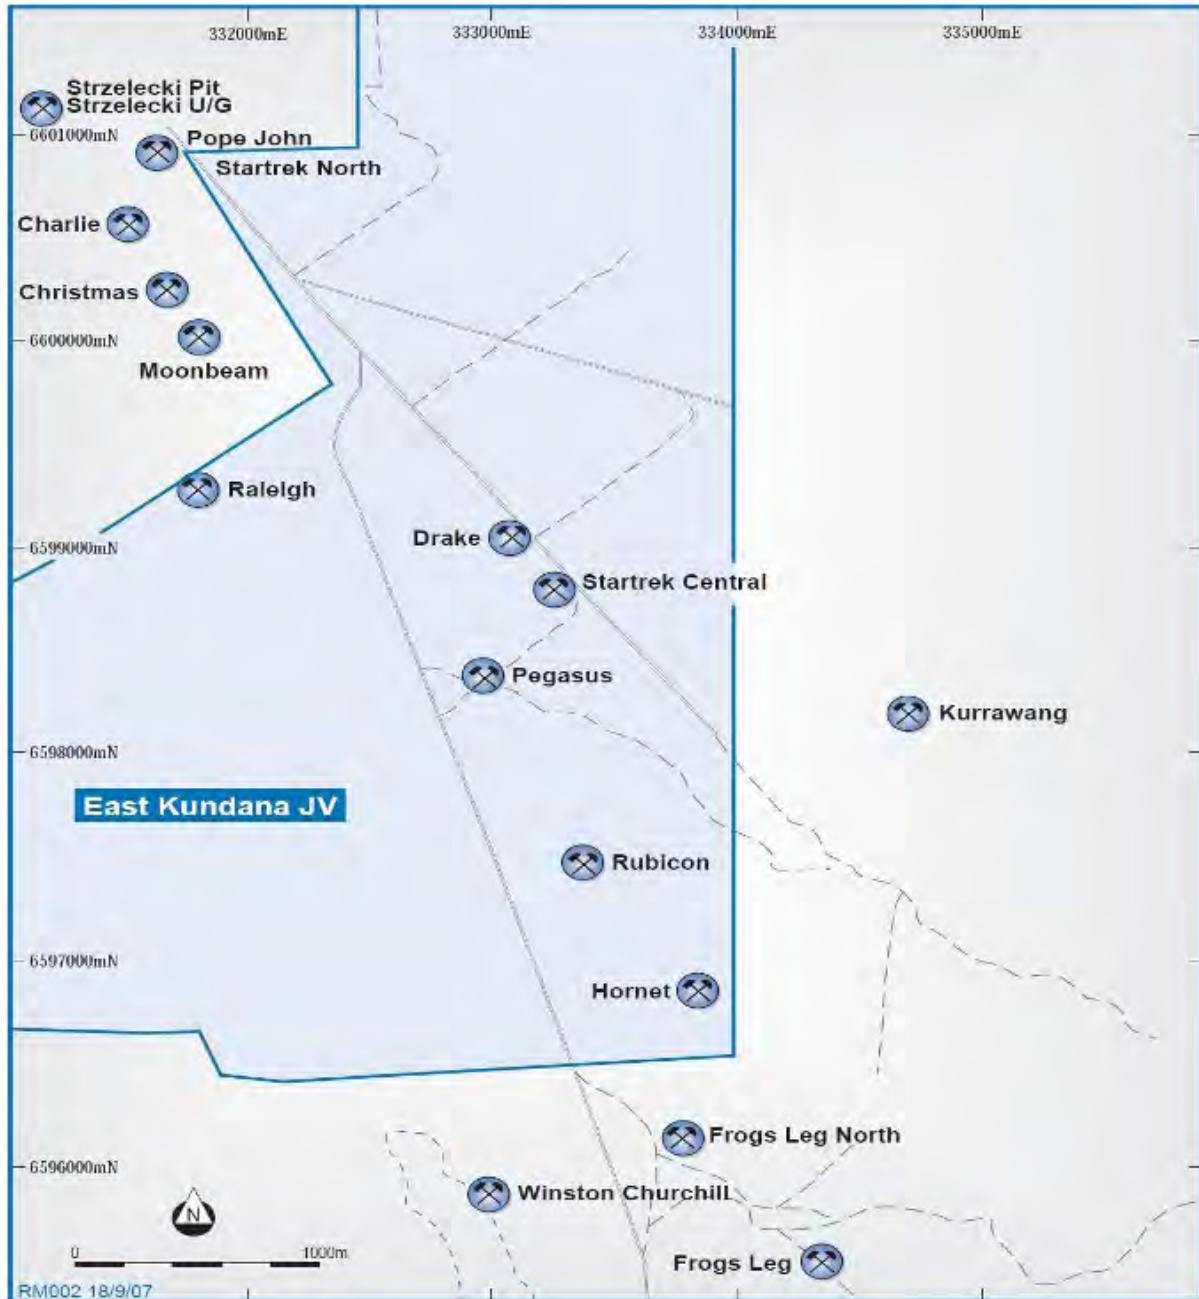 332000mE 333000mE 334000mE 335000mE
Strzelecki Pit
Strzelecki U/G
6601000mN
Pope John
Startrek North
Charlie
Christmas
6600000mN
Moonbeam
Raleigh
Drake
6599000mN
Startrek Central
Pegasus
Kurrawang
6598000mN
East Kundana JV
Rubicon
6597000mN
Hornet
Frogs Leg North
6596000mN
Winston Churchill
N
0 1000m
Frogs Leg
RM002 18/9/07